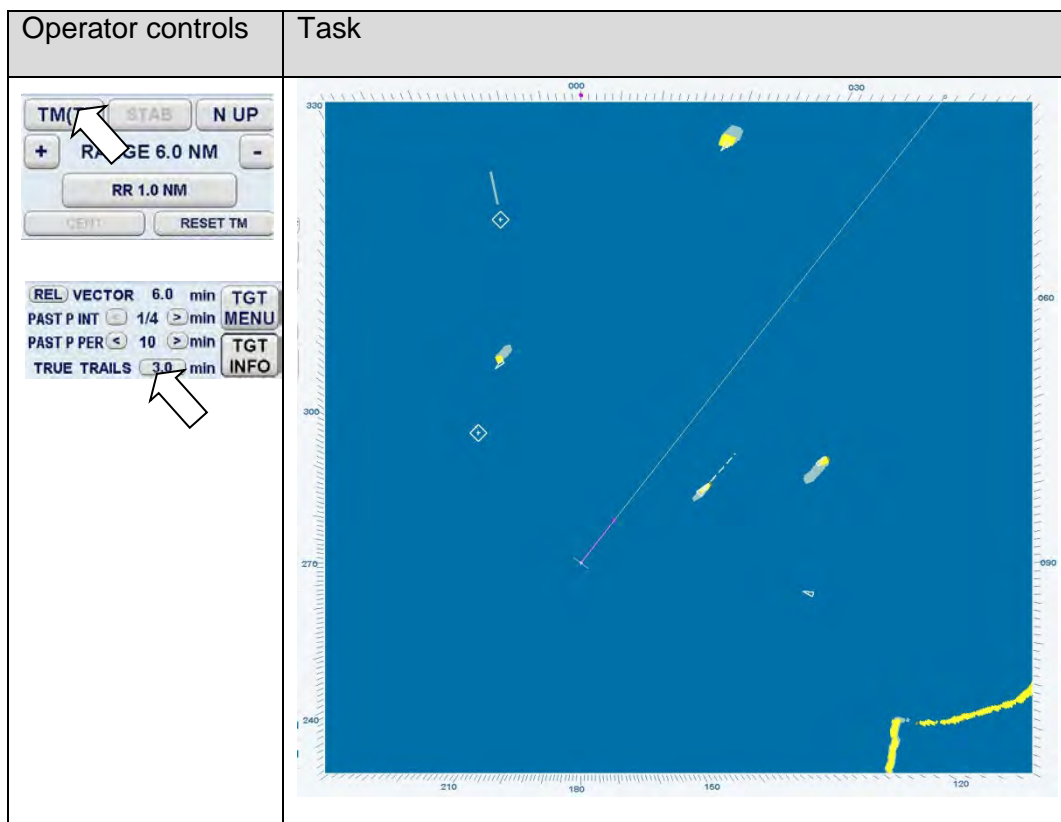 Operator controls
Task
TM(T
STAB
N UP
+
RANGE 6.0 NM
-
RR 1.0 NM
CENT
RESET TM
REL VECTOR 6.0 min
TGT MENU
PAST P INT < 1/4 > min
PAST P PER < 10 > min
TGT INFO
TRUE TRAILS 3.0 min
000
330
030
060
300
270
090
240
210
180
150
120